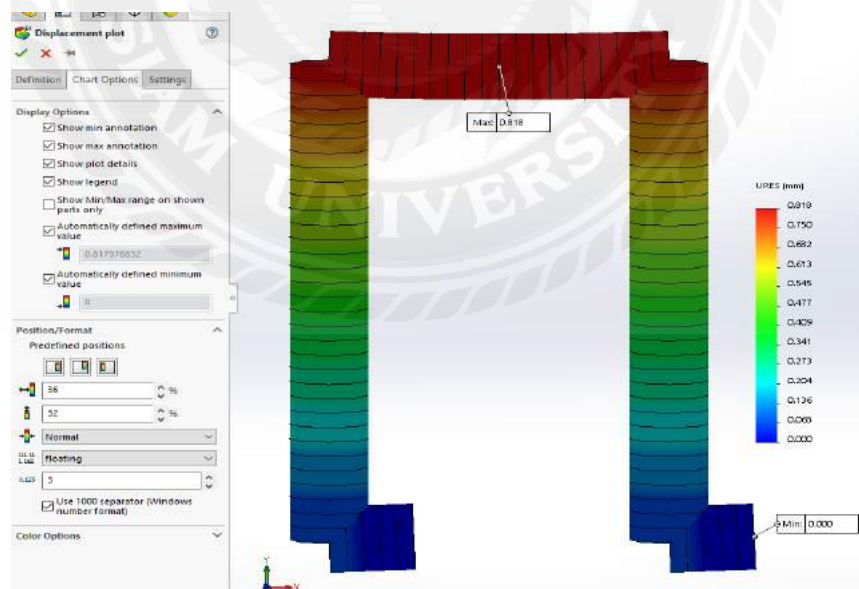 Displacement plot
Definition Chart Options Settings
Display Options
Show min annotation
Show max annotation
Show plot details
Show legend
Show Min/Max range on shown
parts only
Automatically defined maximum
value
0.817976832
Automatically defined minimum
value
0
Position/Format
Predefined positions
36 %
52 %
Normal
floating
3
Use 1000 separator (Windows
number format)
Color Options
SIAM UNIVERSITY
Max: 0.818
URES (mm)
0.818
0.750
0.682
0.613
0.545
0.477
0.409
0.341
0.273
0.204
0.136
0.068
0.000
Min: 0.000
Y
X